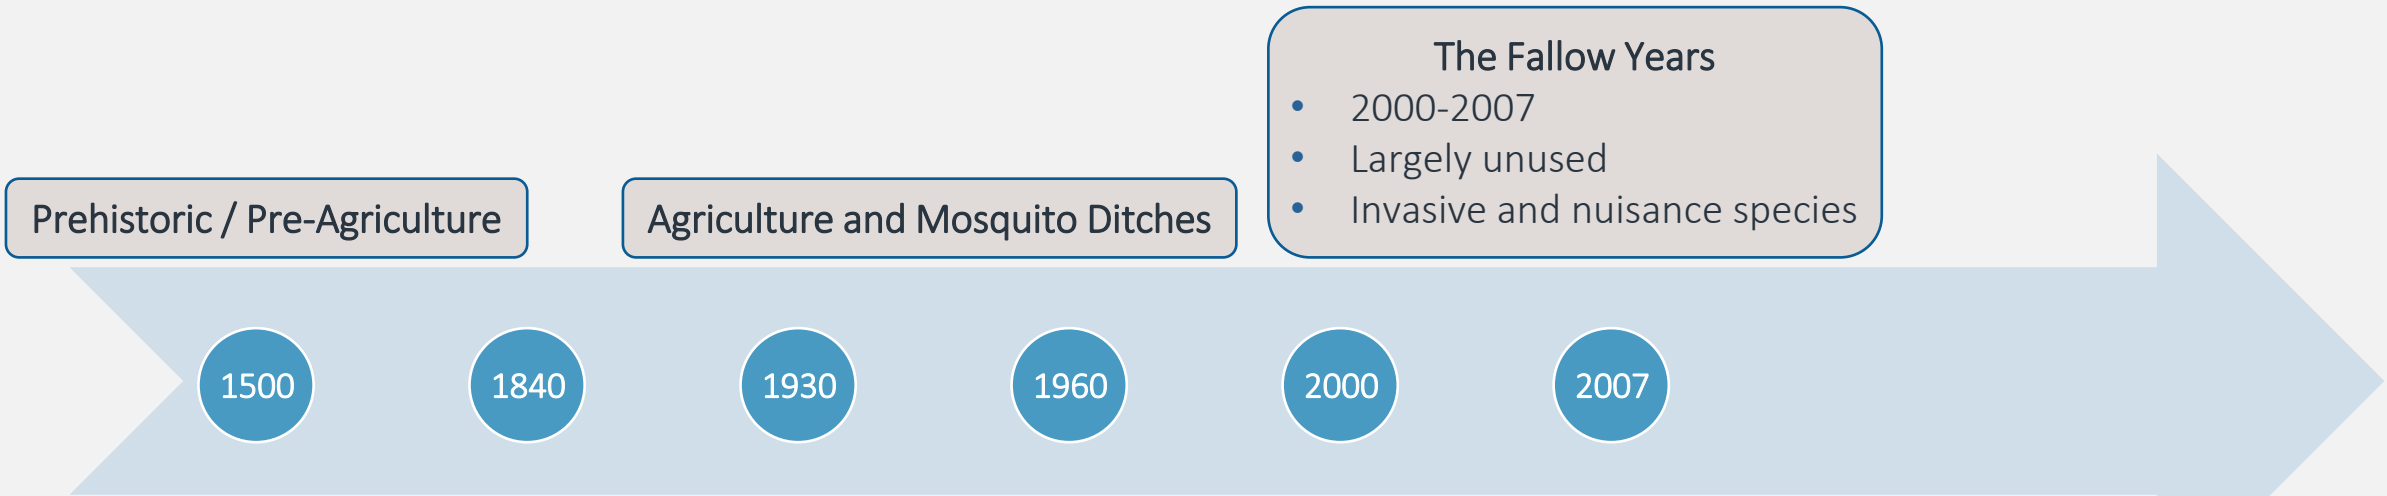 The Fallow Years
• 2000-2007
• Largely unused
• Invasive and nuisance species
Prehistoric / Pre-Agriculture
Agriculture and Mosquito Ditches
1500
1840
1930
1960
2000
2007